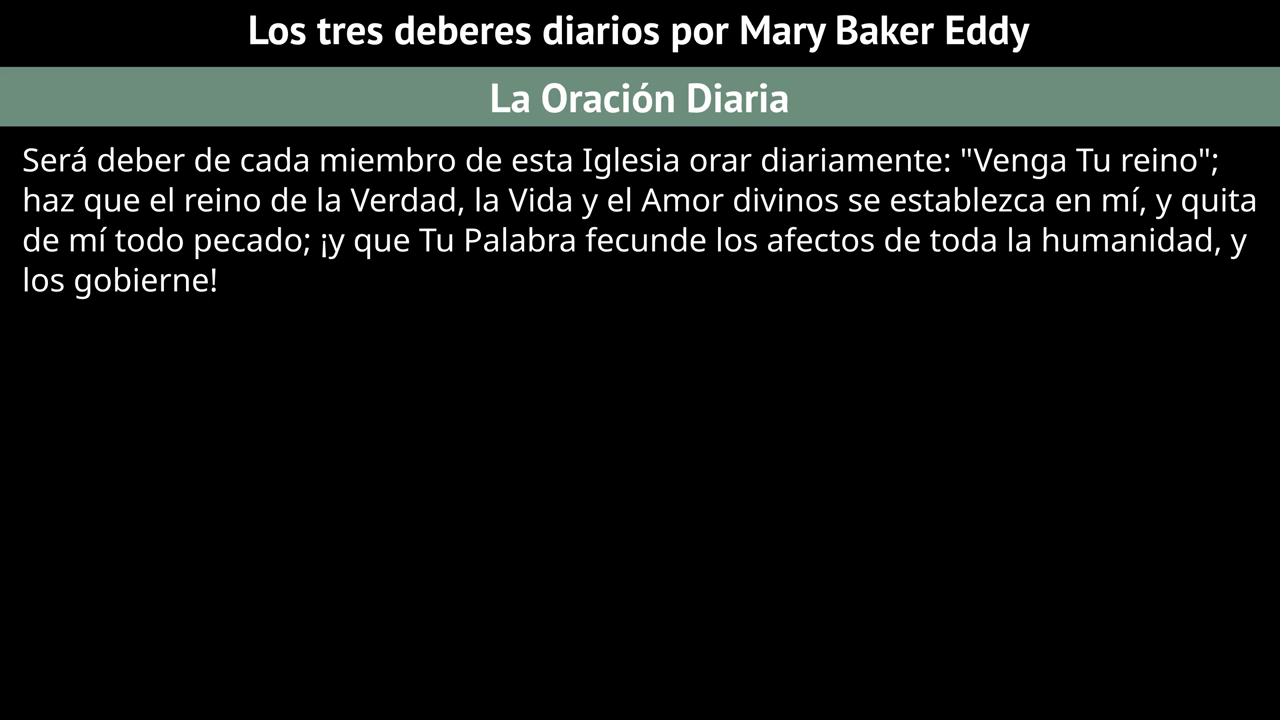 Los tres deberes diarios por Mary Baker Eddy
La Oración Diaria
Será deber de cada miembro de esta Iglesia orar diariamente: "Venga Tu reino";
haz que el reino de la Verdad, la Vida y el Amor divinos se establezca en mí, y quita
de mí todo pecado; ¡y que Tu Palabra fecunde los afectos de toda la humanidad, y
los gobierne!